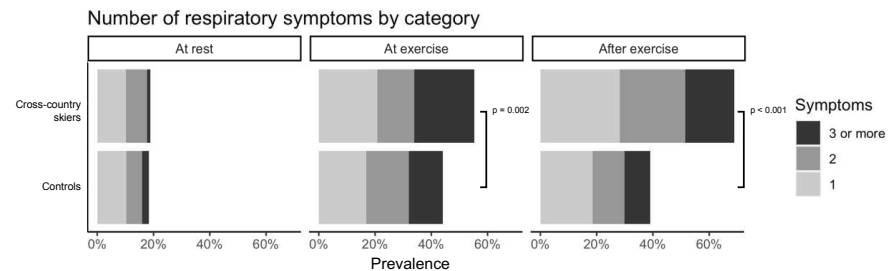 Number of respiratory symptoms by category
At rest
At exercise
After exercise
Cross-country
skiers
Controls
p = 0.002
p < 0.001
Symptoms
3 or more
2
1
0% 20% 40% 60%
0% 20% 40% 60%
0% 20% 40% 60%
Prevalence